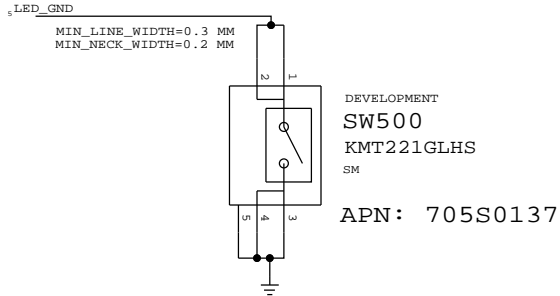 5 LED_GND
MIN_LINE_WIDTH=0.3 MM
MIN_NECK_WIDTH=0.2 MM
2 1
DEVELOPMENT
SW500
KMT221GLHS
SM
5 4 3
APN: 705S0137